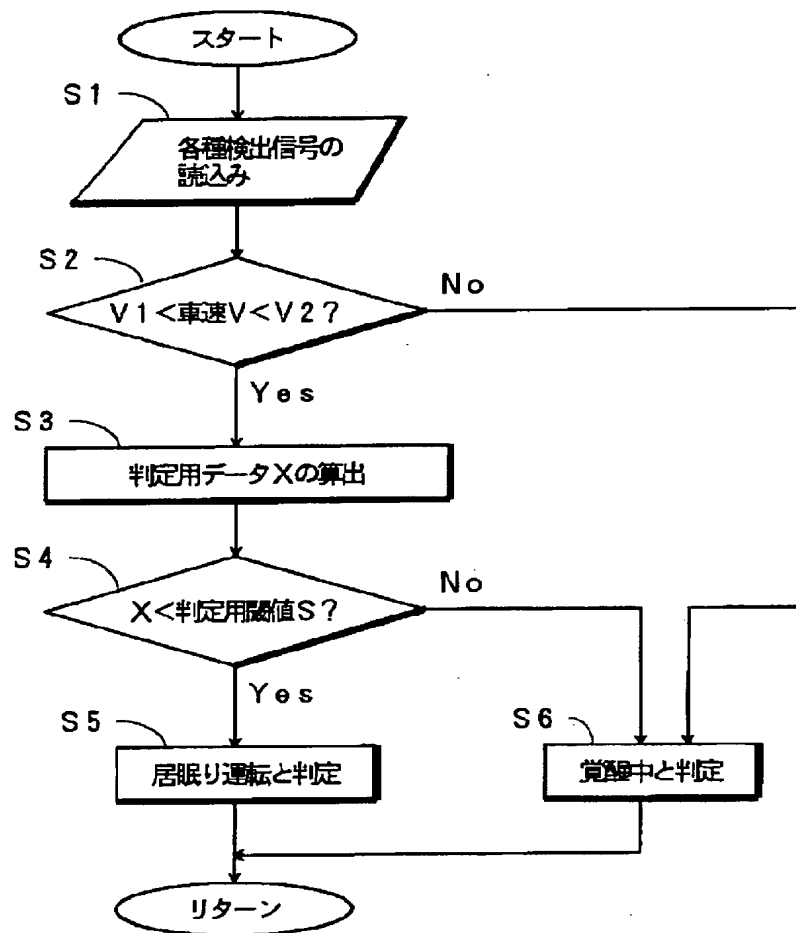 スタート
S1
各種検出信号の
読込み
S2
V1<車速V<V2?
No
Yes
S3
判定用データXの算出
S4
X<判定用閾値S?
No
Yes
S5
居眠り運転と判定
S6
覚醒中と判定
リターン